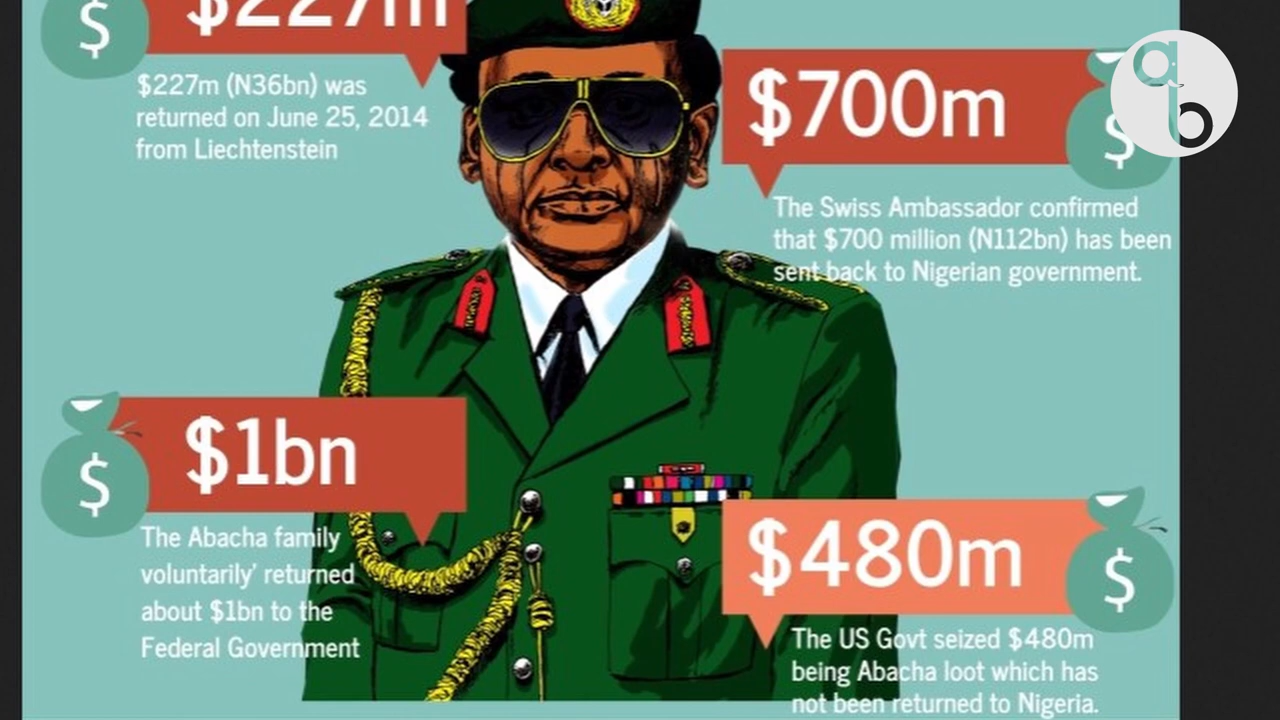 $227m
$
$227m (N36bn) was
returned on June 25, 2014
from Liechtenstein
$700m
$
ab
The Swiss Ambassador confirmed
that $700 million (N112bn) has been
sent back to Nigerian government.
$1bn
$
The Abacha family
voluntarily’ returned
about $1bn to the
Federal Government
$480m
$
The US Govt seized $480m
being Abacha loot which has
not been returned to Nigeria.